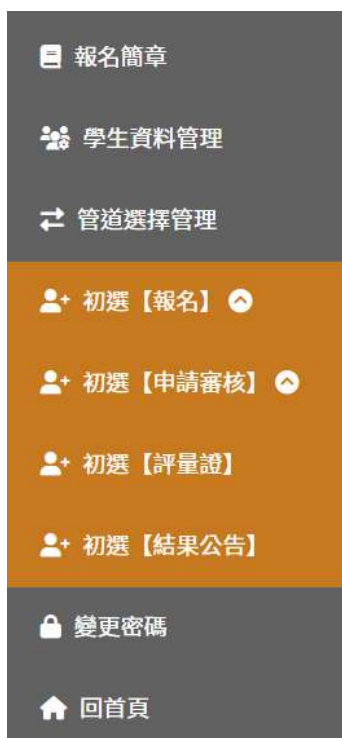 報名簡章
學生資料管理
管道選擇管理
初選【報名】
初選【申請審核】
初選【評量證】
初選【結果公告】
變更密碼
回首頁